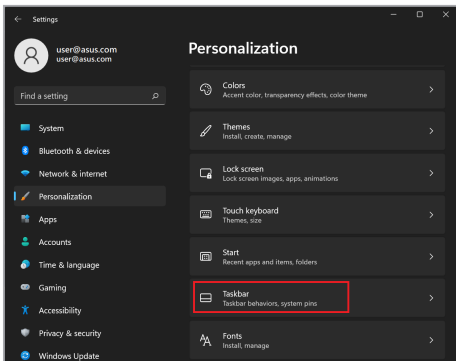 Settings
user@asus.com
user@asus.com
Find a setting
System
Bluetooth & devices
Network & internet
Personalization
Apps
Accounts
Time & language
Gaming
Accessibility
Privacy & security
Windows Update
Personalization
Colors
Accent color, transparency effects, color theme
Themes
Install, create, manage
Lock screen
Lock screen images, apps, animations
Touch keyboard
Themes, size
Start
Recent apps and items, folders
Taskbar
Taskbar behaviors, system pins
Fonts
Install, manage